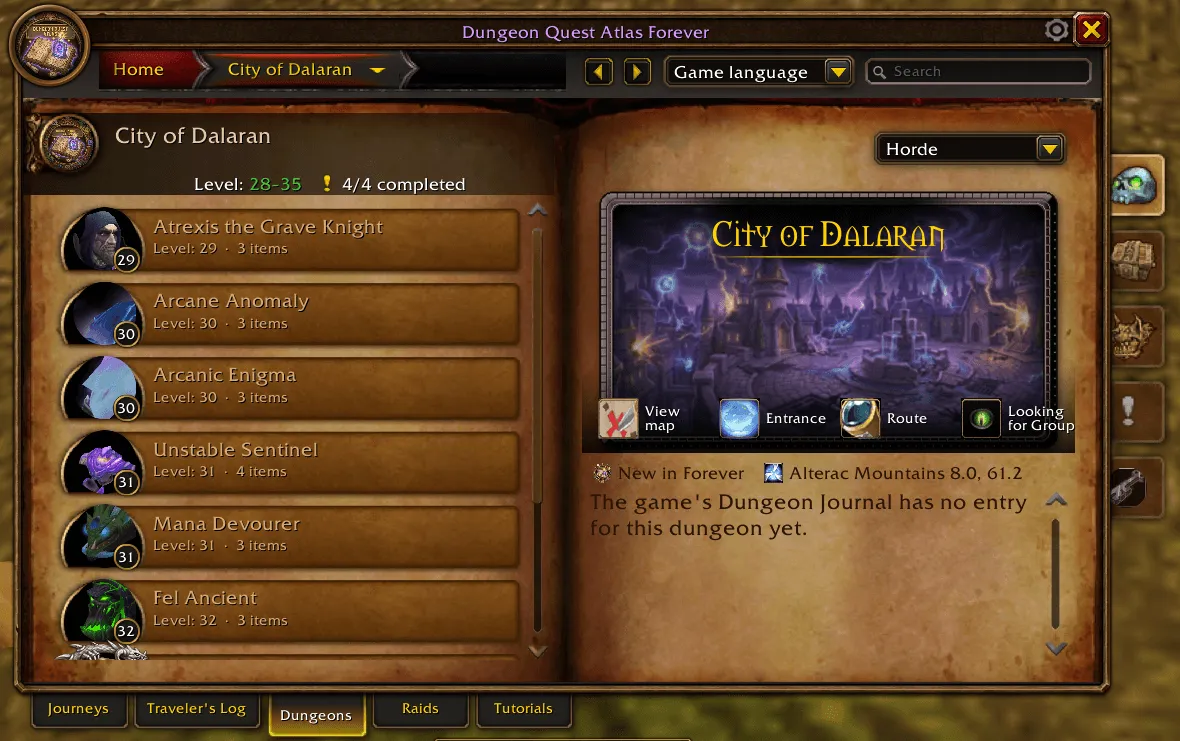 Dungeon Quest Atlas Forever
Home
City of Dalaran
Game language
Search
City of Dalaran
Level: 28-35
! 4/4 completed
Horde
Atrexis the Grave Knight
Level: 29 · 3 items
29
Arcane Anomaly
Level: 30 · 3 items
30
Arcanic Enigma
Level: 30 · 3 items
30
Unstable Sentinel
Level: 31 · 4 items
31
Mana Devourer
Level: 31 · 3 items
31
Fel Ancient
Level: 32 · 3 items
32
City of Dalaran
View
map
Entrance
Route
Looking
for Group
New in Forever
Alterac Mountains 8.0, 61.2
The game's Dungeon Journal has no entry
for this dungeon yet.
Journeys
Traveler's Log
Dungeons
Raids
Tutorials